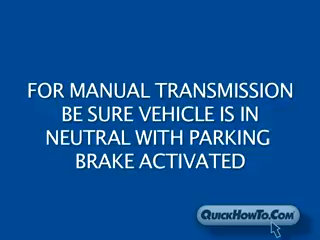 FOR MANUAL TRANSMISSION
BE SURE VEHICLE IS IN
NEUTRAL WITH PARKING
BRAKE ACTIVATED
QUICKHOWTO.COM